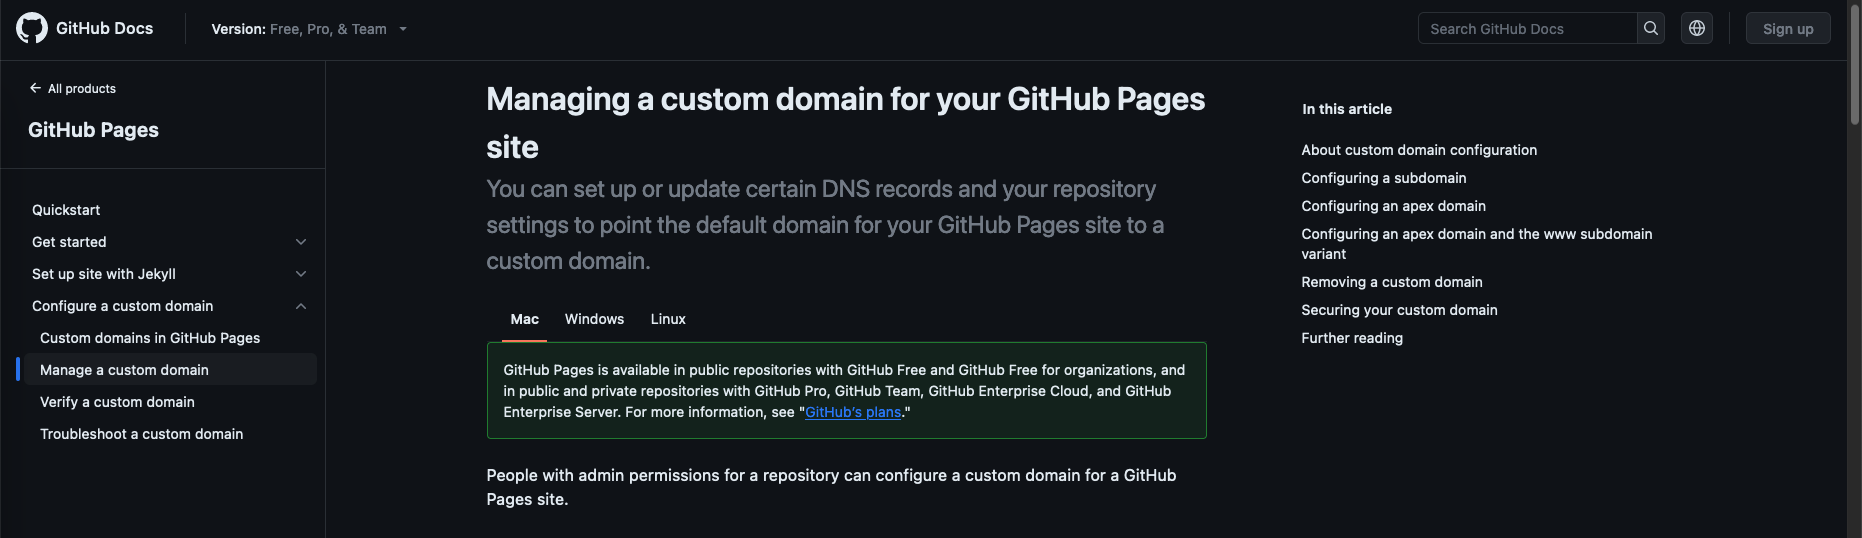 GitHub Docs
Version: Free, Pro, & Team
Search GitHub Docs
Sign up
All products
GitHub Pages
Quickstart
Get started
Set up site with Jekyll
Configure a custom domain
Custom domains in GitHub Pages
Manage a custom domain
Verify a custom domain
Troubleshoot a custom domain
Managing a custom domain for your GitHub Pages
site
You can set up or update certain DNS records and your repository
settings to point the default domain for your GitHub Pages site to a
custom domain.
Mac Windows Linux
GitHub Pages is available in public repositories with GitHub Free and GitHub Free for organizations, and
in public and private repositories with GitHub Pro, GitHub Team, GitHub Enterprise Cloud, and GitHub
Enterprise Server. For more information, see "GitHub's plans."
People with admin permissions for a repository can configure a custom domain for a GitHub
Pages site.
In this article
About custom domain configuration
Configuring a subdomain
Configuring an apex domain
Configuring an apex domain and the www subdomain
variant
Removing a custom domain
Securing your custom domain
Further reading